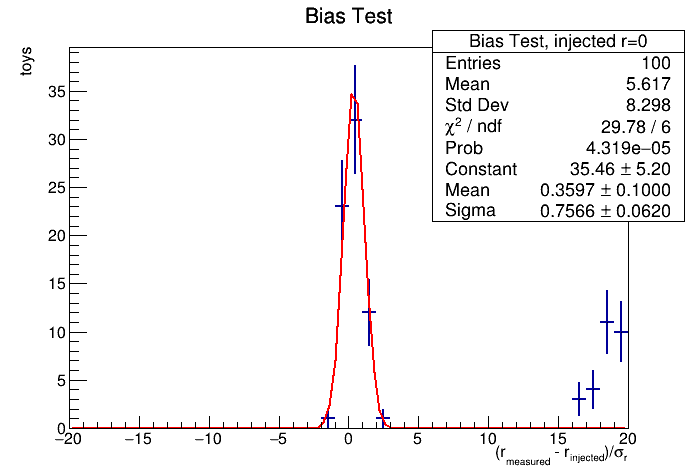 Bias Test
toys
Bias Test, injected r=0
Entries 100
Mean 5.617
Std Dev 8.298
χ² / ndf 29.78 / 6
Prob 4.319e−05
Constant 35.46 ± 5.20
Mean 0.3597 ± 0.1000
Sigma 0.7566 ± 0.0620
35
30
25
20
15
10
5
0
−20 −15 −10 −5 0 5 10 15 20
(r_measured - r_injected)/σ_r